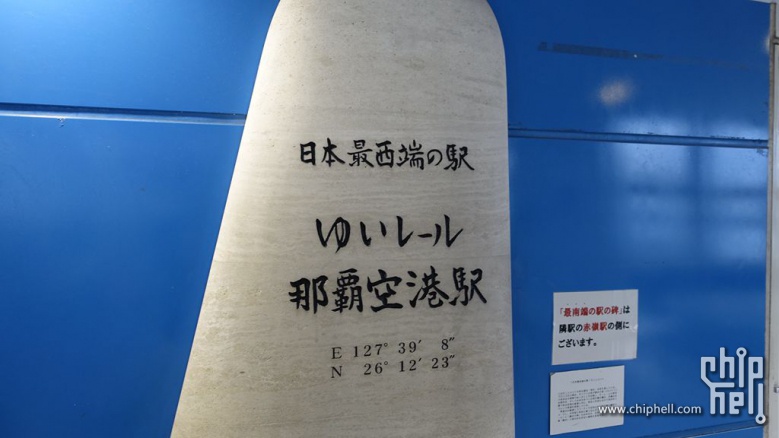 日本最西端の駅
ゆいレール
那覇空港駅
E 127° 39′ 8″
N 26° 12′ 23″
「最南端の駅の碑」は
隣駅の赤嶺駅の側に
ございます。
chip hell
www.chiphell.com